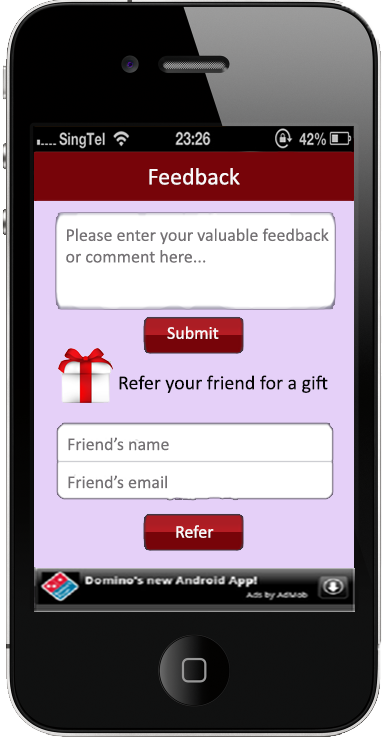 SingTel 23:26 42%
Feedback
Please enter your valuable feedback
or comment here...
Submit
Refer your friend for a gift
Friend’s name
Friend’s email
Refer
Domino's new Android App!
Ads by AdMob